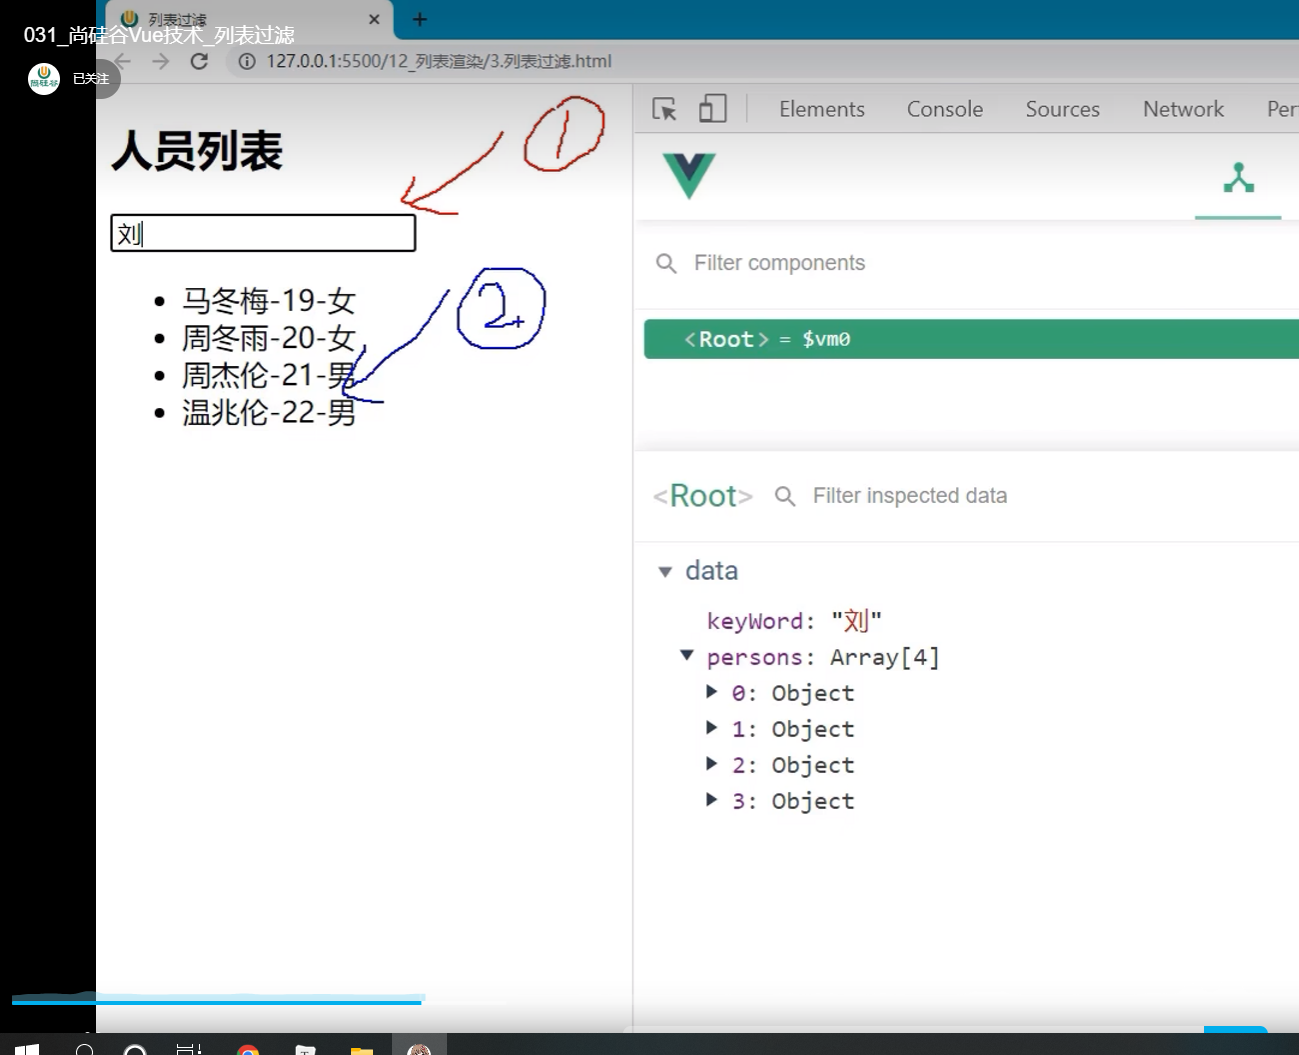 列表过滤
031_尚硅谷Vue技术_列表过滤
127.0.0.1:5500/12_列表渲染/3.列表过滤.html
尚硅谷
已关注
Elements Console Sources Network Per
人员列表
1
刘
Filter components
马冬梅-19-女
2
周冬雨-20-女
<Root> = $vm0
周杰伦-21-男
温兆伦-22-男
<Root> Filter inspected data
data
keyWord: "刘"
persons: Array[4]
0: Object
1: Object
2: Object
3: Object